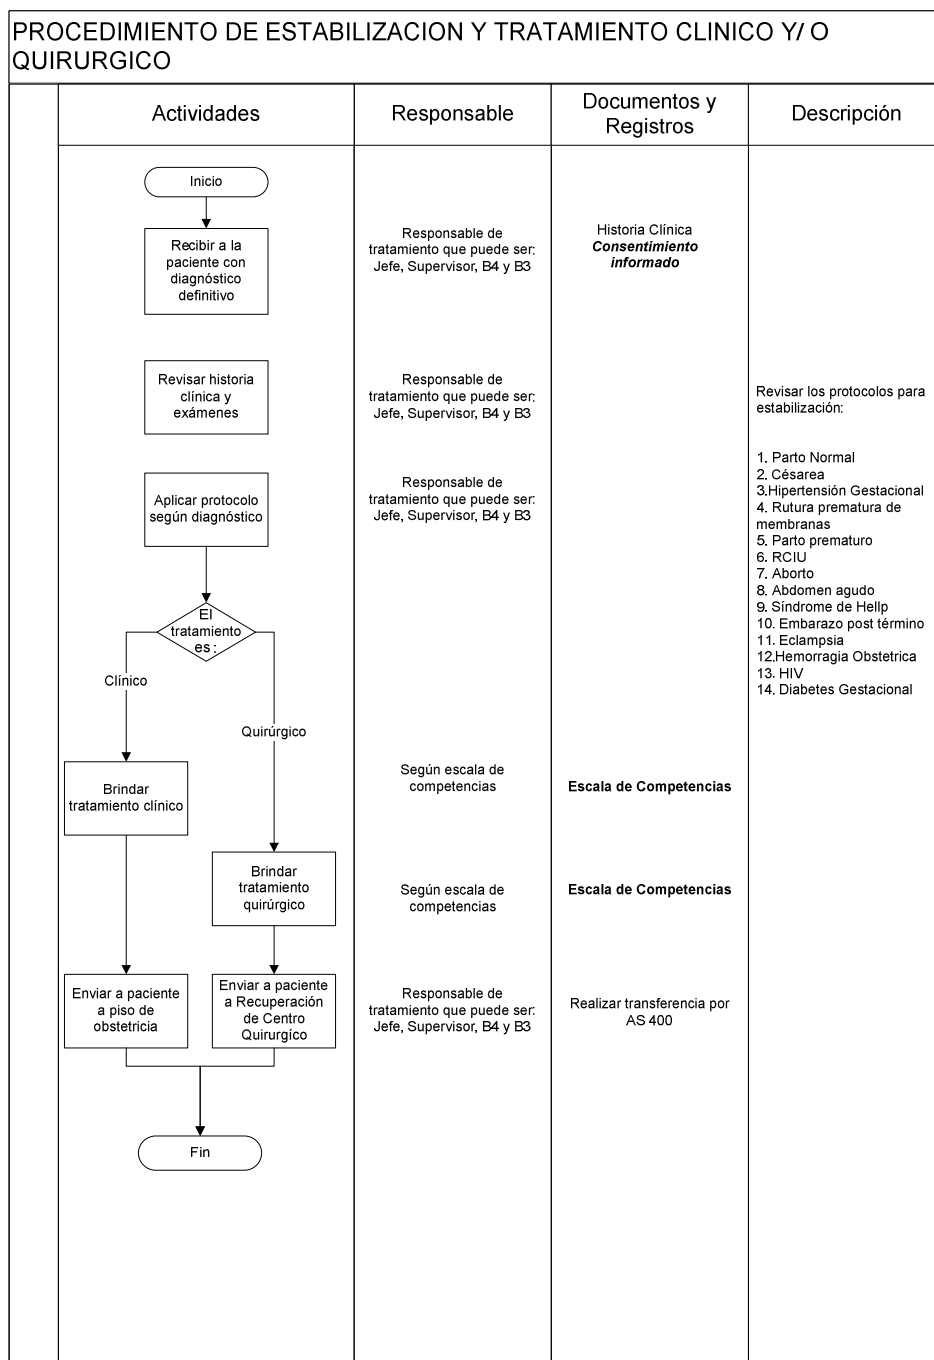 PROCEDIMIENTO DE ESTABILIZACION Y TRATAMIENTO CLINICO Y/ O
QUIRURGICO
Actividades
Responsable
Documentos y
Registros
Descripción
Inicio
Recibir a la
paciente con
diagnóstico
definitivo
Responsable de
tratamiento que puede ser:
Jefe, Supervisor, B4 y B3
Historia Clínica
Consentimiento
informado
Revisar historia
clínica y
exámenes
Responsable de
tratamiento que puede ser:
Jefe, Supervisor, B4 y B3
Revisar los protocolos para
estabilización:
1. Parto Normal
2. Césarea
3.Hipertensión Gestacional
4. Rutura prematura de
membranas
5. Parto prematuro
6. RCIU
7. Aborto
8. Abdomen agudo
9. Síndrome de Hellp
10. Embarazo post término
11. Eclampsia
12.Hemorragia Obstetrica
13. HIV
14. Diabetes Gestacional
Aplicar protocolo
según diagnóstico
Responsable de
tratamiento que puede ser:
Jefe, Supervisor, B4 y B3
El
tratamiento
es :
Clínico
Quirúrgico
Brindar
tratamiento clínico
Según escala de
competencias
Escala de Competencias
Brindar
tratamiento
quirúrgico
Según escala de
competencias
Escala de Competencias
Enviar a paciente
a piso de
obstetricia
Enviar a paciente
a Recuperación
de Centro
Quirurgíco
Responsable de
tratamiento que puede ser:
Jefe, Supervisor, B4 y B3
Realizar transferencia por
AS 400
Fin